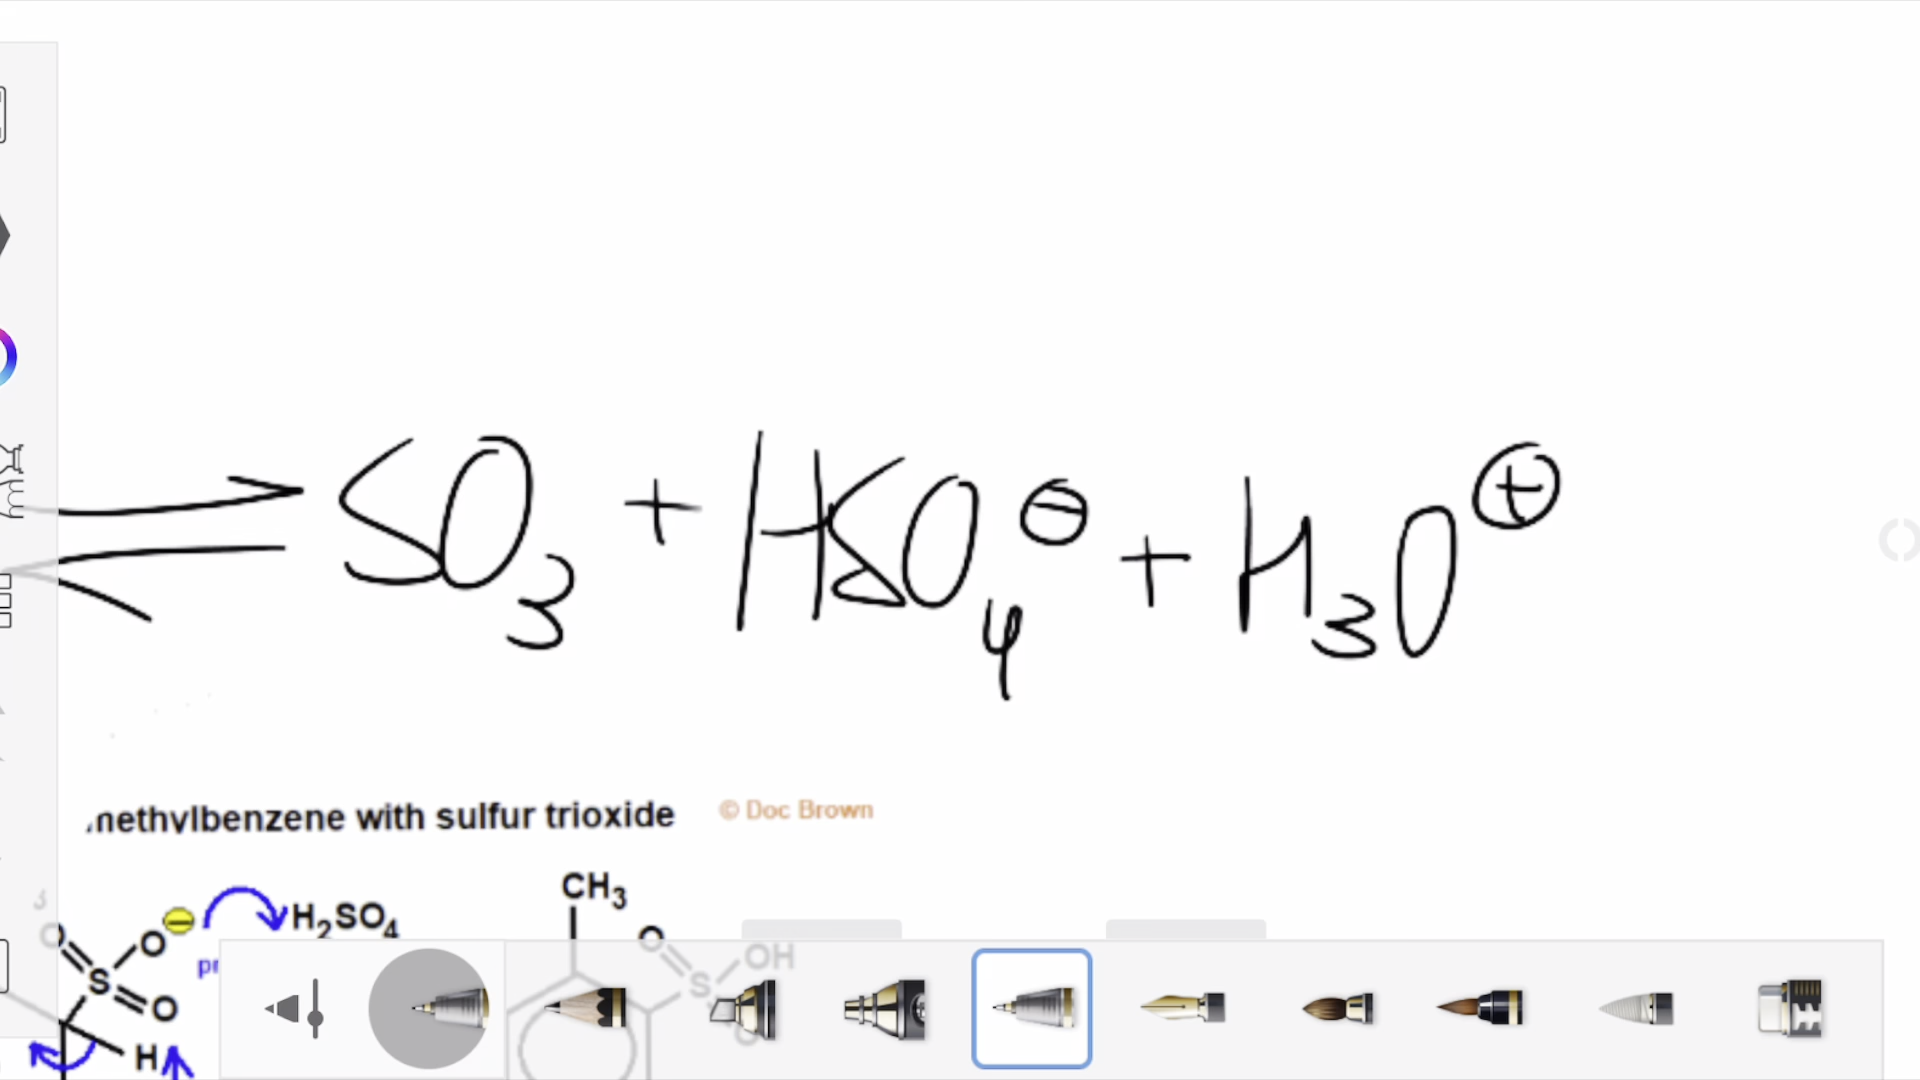 ⇌ SO₃ + HSO₄⊖ + H₃O⊕
methylbenzene with sulfur trioxide © Doc Brown
CH₃
O ⊖ H₂SO₄
O O O OH
S S
O
H